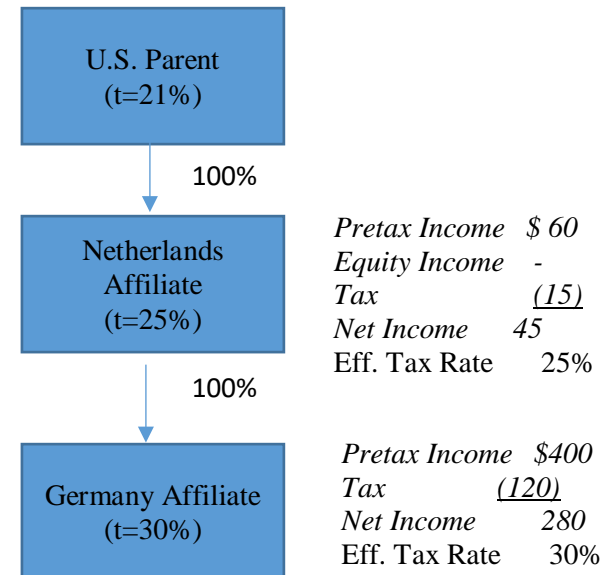 U.S. Parent
(t=21%)
100%
Netherlands
Affiliate
(t=25%)
Pretax Income $ 60
Equity Income -
Tax (15)
Net Income 45
Eff. Tax Rate 25%
100%
Germany Affiliate
(t=30%)
Pretax Income $400
Tax (120)
Net Income 280
Eff. Tax Rate 30%